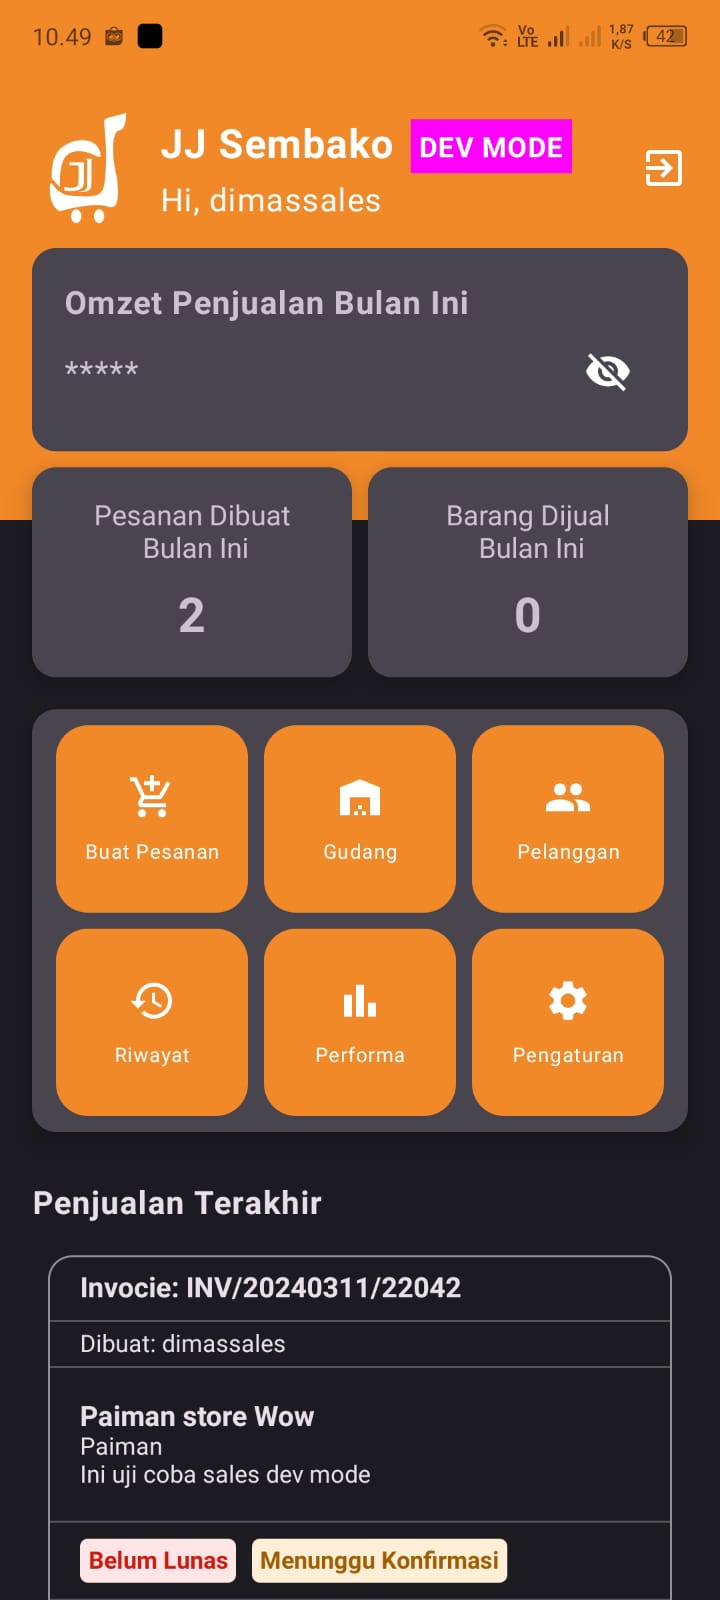 10.49
Vo
LTE
1,87
K/S
42
JJ
JJ Sembako
DEV MODE
Hi, dimassales
Omzet Penjualan Bulan Ini
*****
Pesanan Dibuat
Bulan Ini
2
Barang Dijual
Bulan Ini
0
Buat Pesanan
Gudang
Pelanggan
Riwayat
Performa
Pengaturan
Penjualan Terakhir
Invocie: INV/20240311/22042
Dibuat: dimassales
Paiman store Wow
Paiman
Ini uji coba sales dev mode
Belum Lunas
Menunggu Konfirmasi